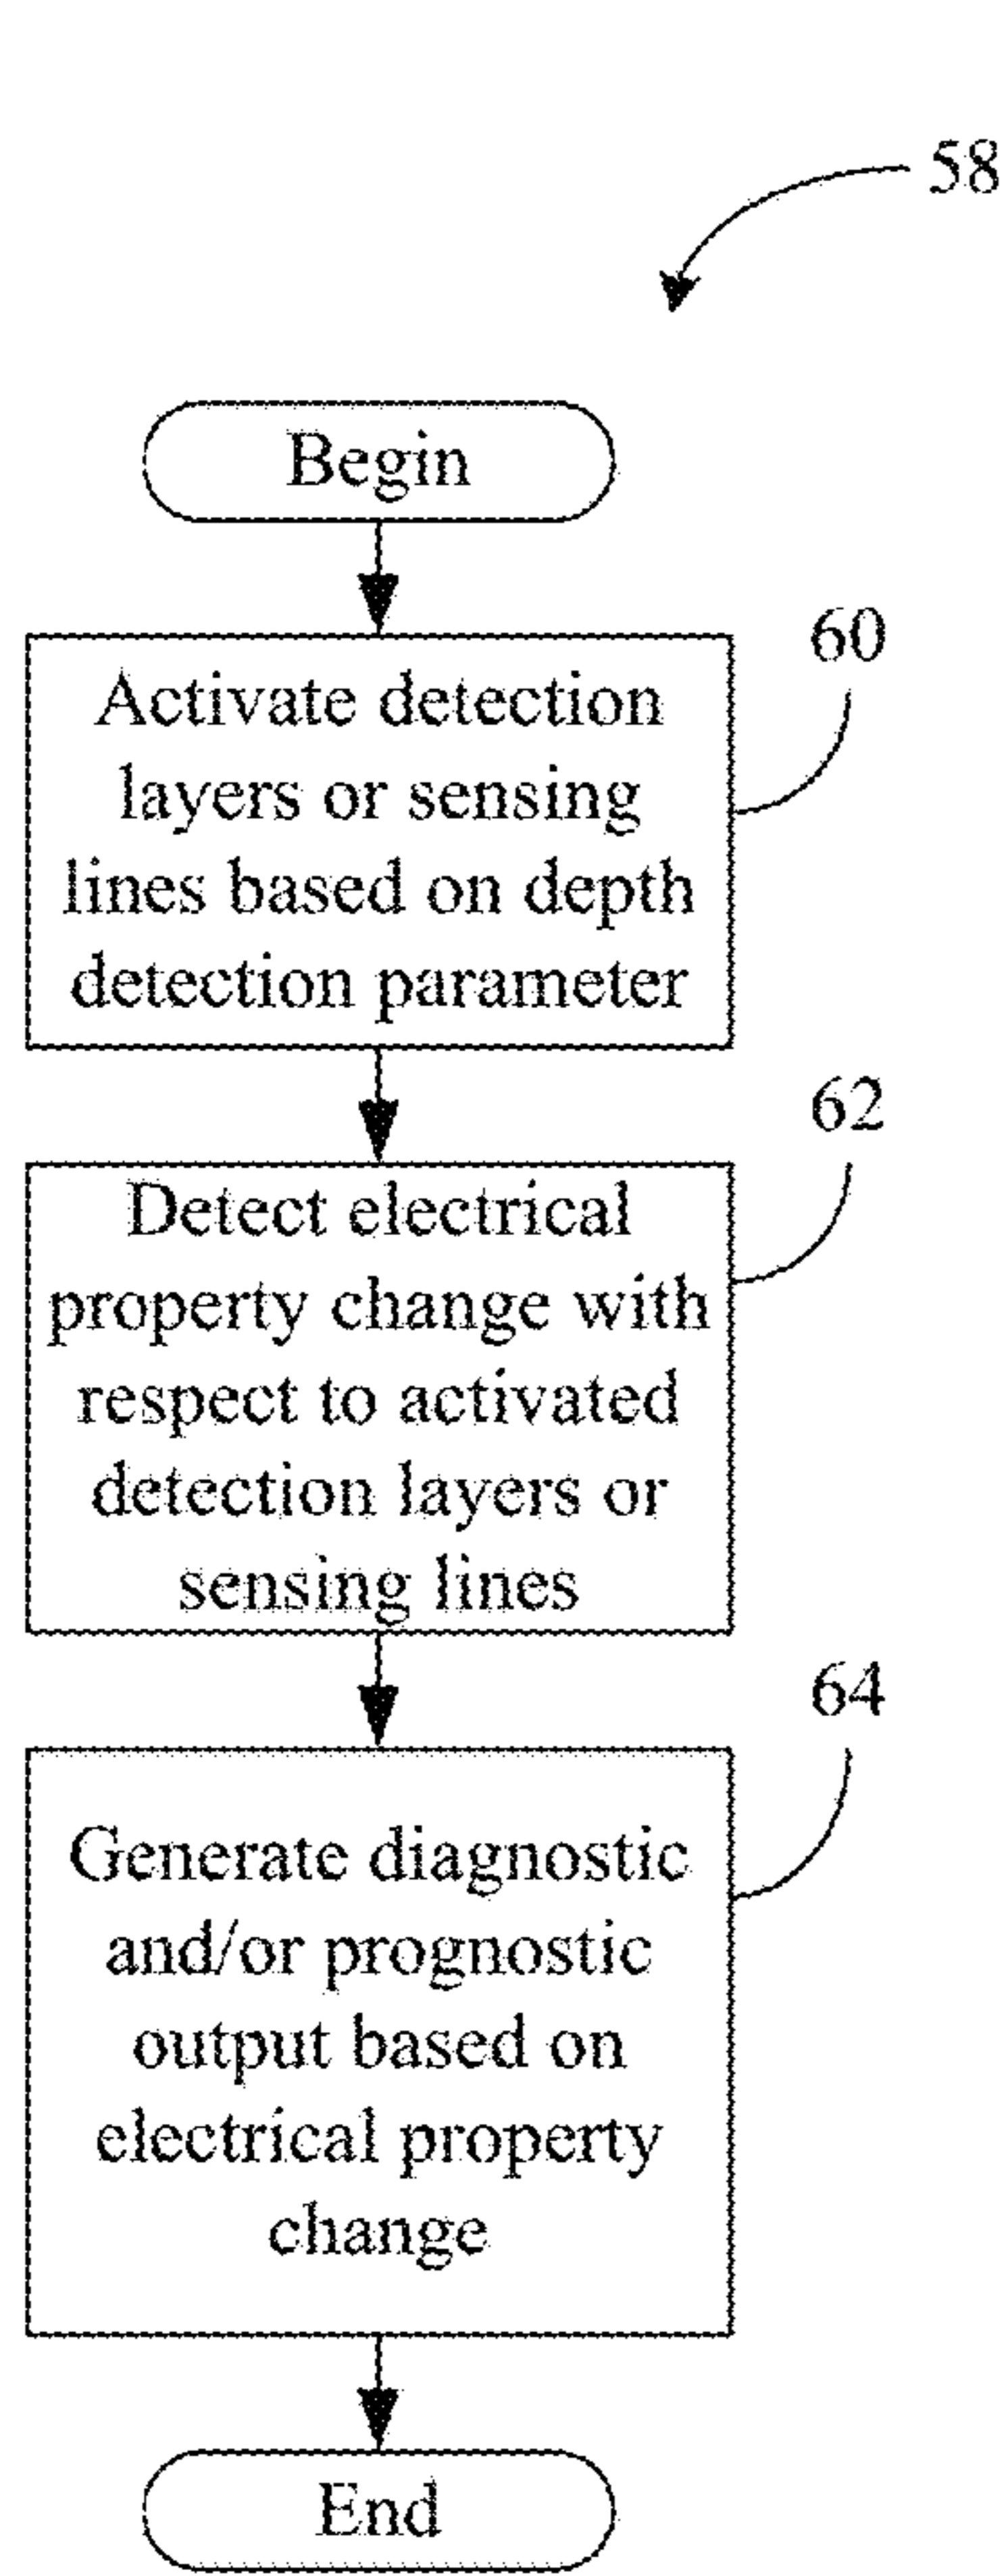 58
Begin
60
Activate detection
layers or sensing
lines based on depth
detection parameter
62
Detect electrical
property change with
respect to activated
detection layers or
sensing lines
64
Generate diagnostic
and/or prognostic
output based on
electrical property
change
End